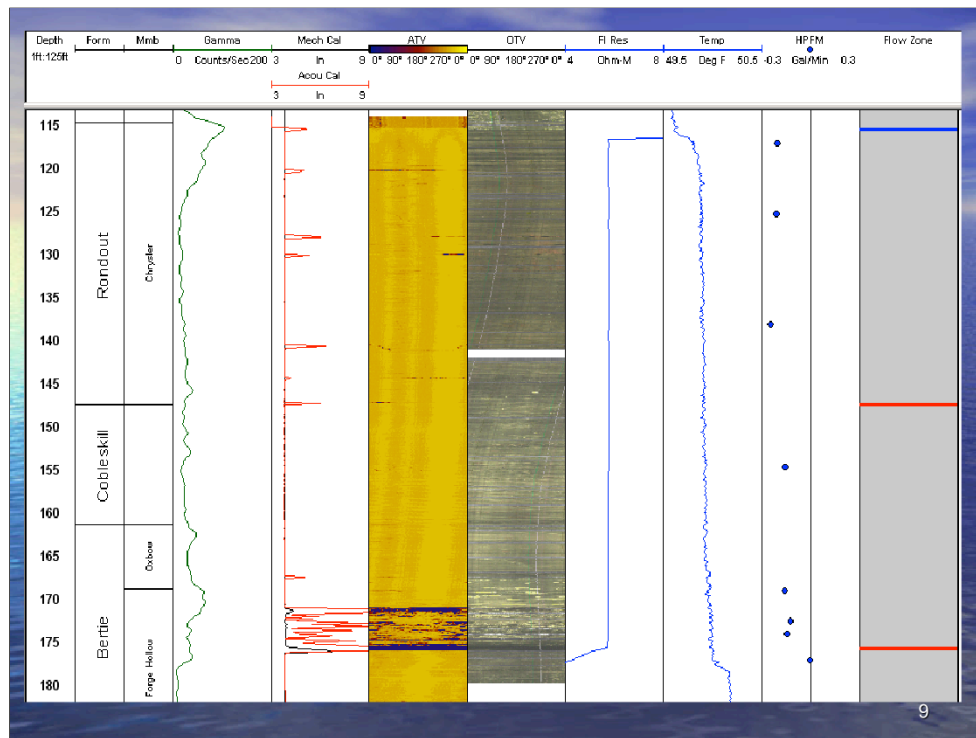 Depth Form Mmb Gamma Mech Cal ATV OTV Fl Res Temp HPFM Flow Zone
1ft:125ft 0 Counts/Sec 200 3 In 9 0° 90° 180° 270° 0° 0° 90° 180° 270° 0° 4 Ohm-M 8 49.5 Deg F 50.5 -0.3 Gal/Min 0.3
Acou Cal
3 In 9
115
120
125
130
135
140
145
150
155
160
165
170
175
180
Rondout
Cobleskill
Bertie
Chrysler
Oxbow
Forge Hollow
9